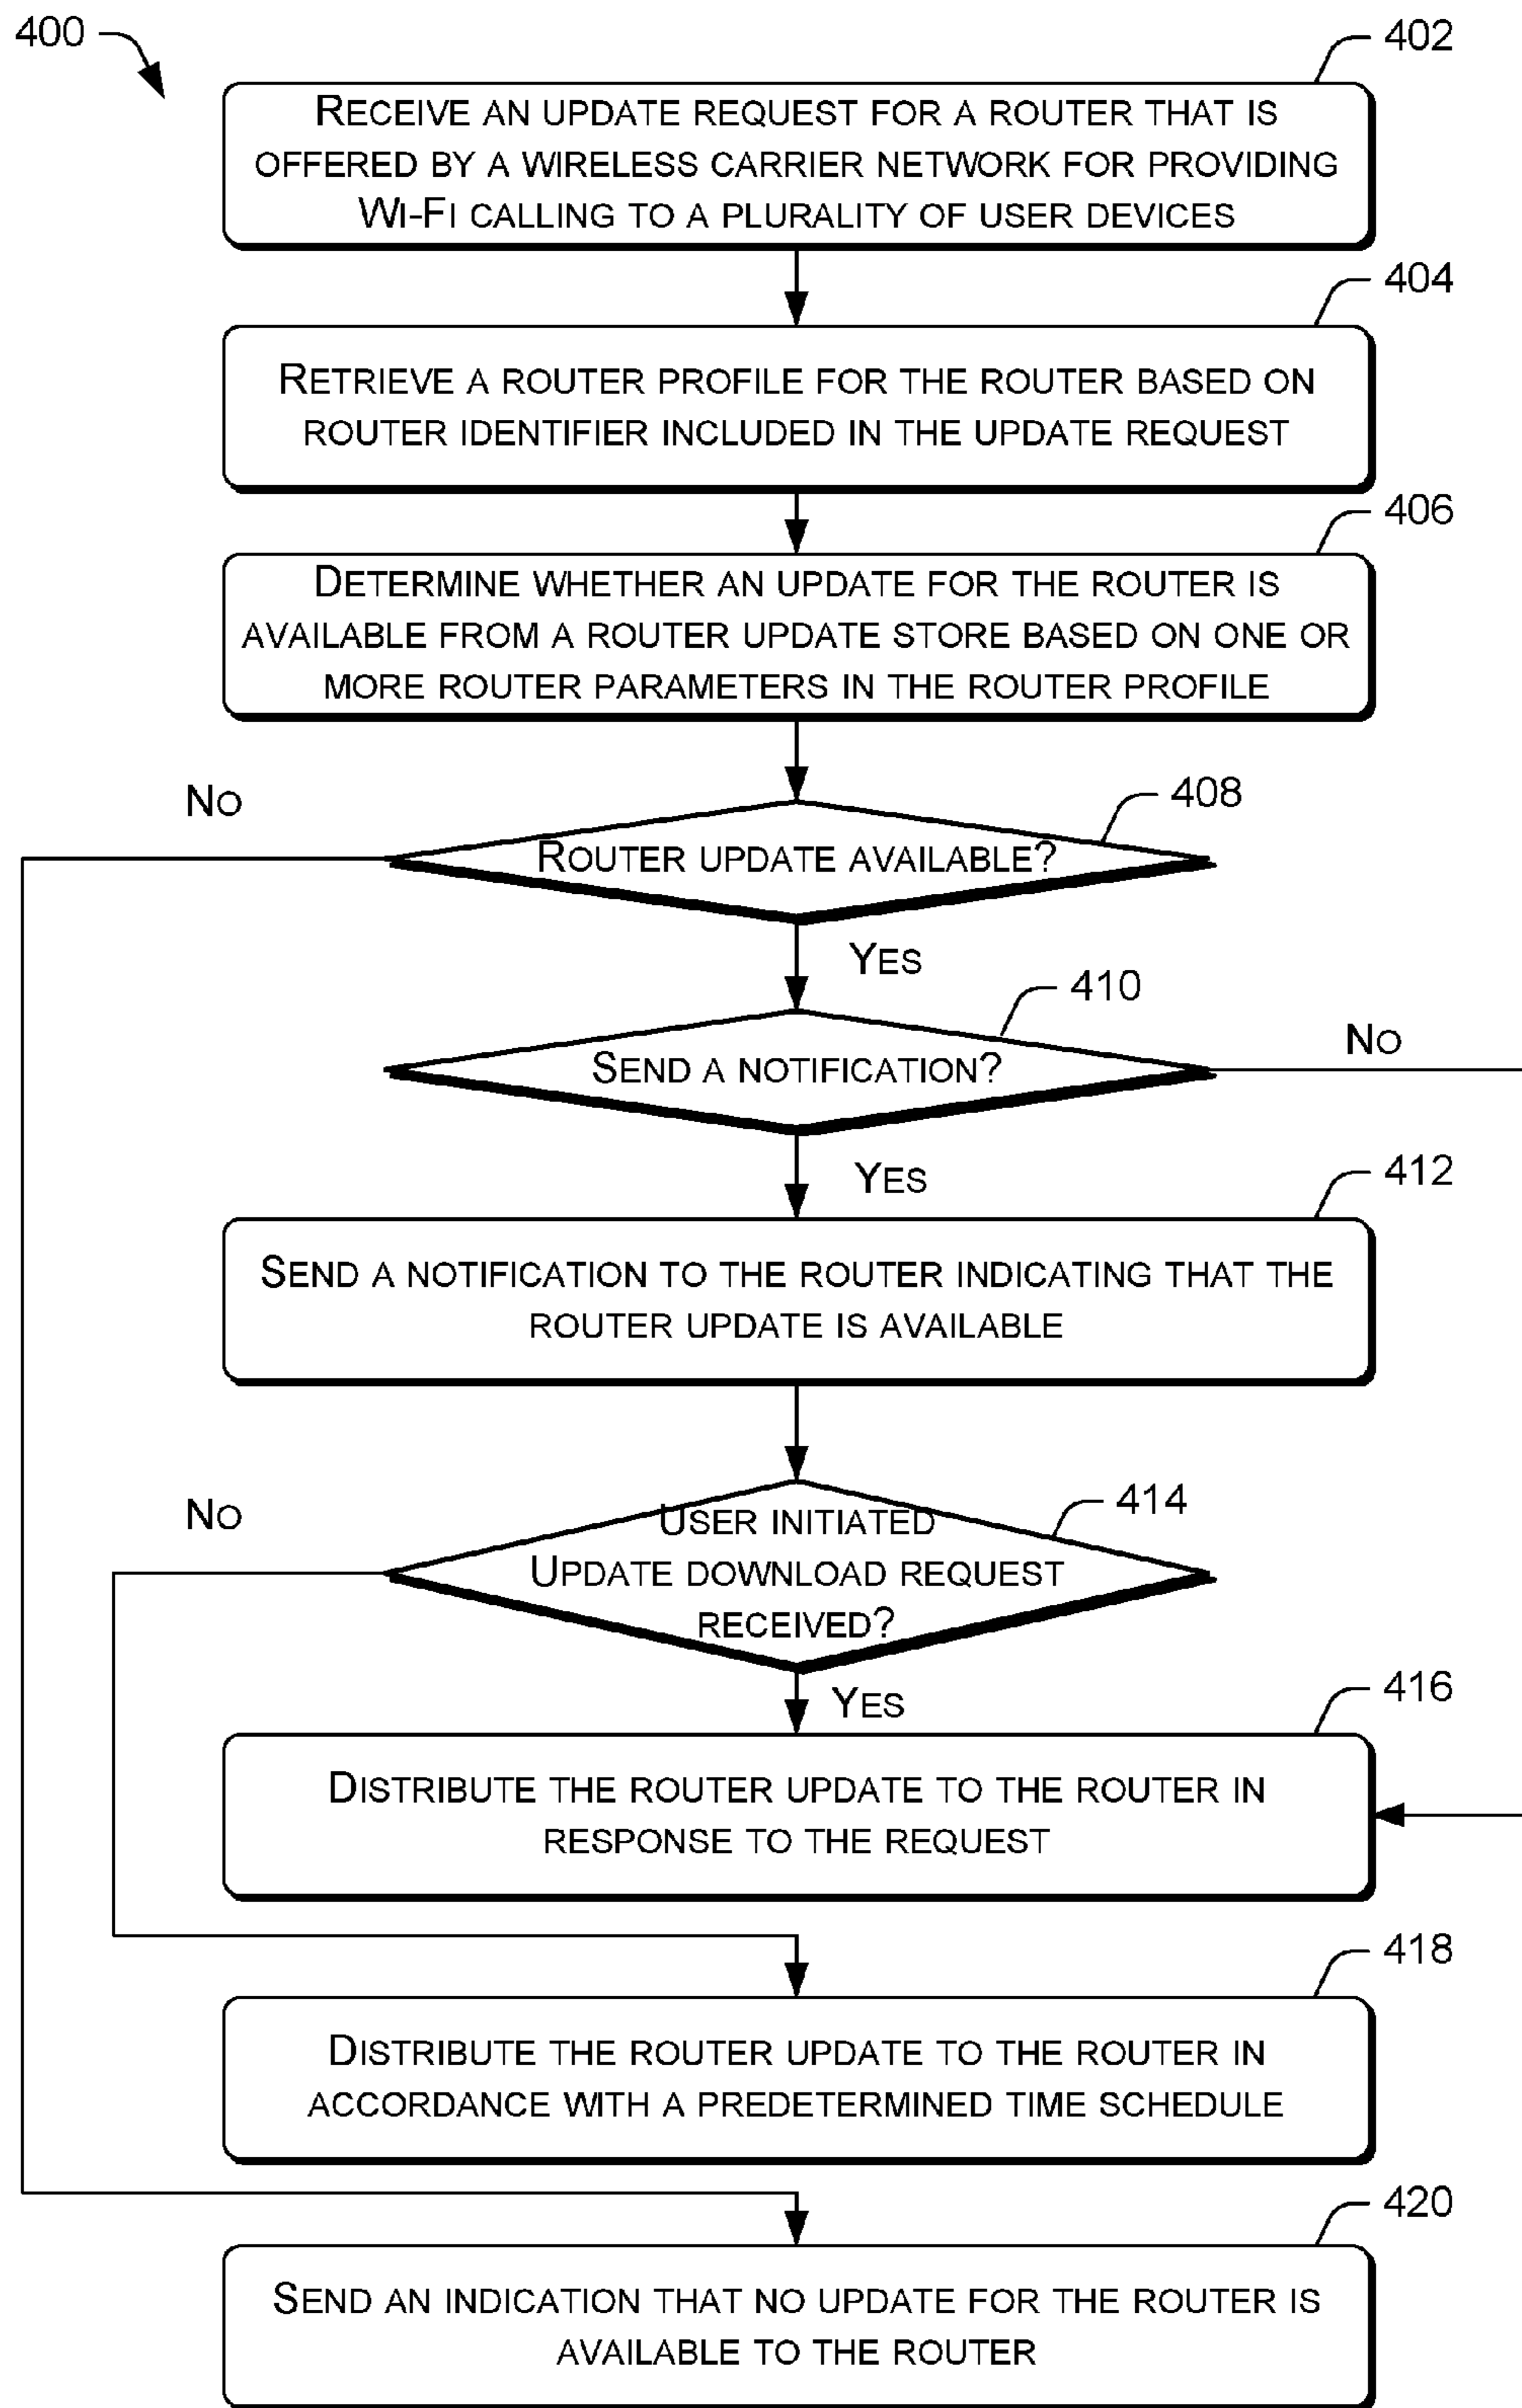 400
402
RECEIVE AN UPDATE REQUEST FOR A ROUTER THAT IS
OFFERED BY A WIRELESS CARRIER NETWORK FOR PROVIDING
WI-FI CALLING TO A PLURALITY OF USER DEVICES
404
RETRIEVE A ROUTER PROFILE FOR THE ROUTER BASED ON
ROUTER IDENTIFIER INCLUDED IN THE UPDATE REQUEST
406
DETERMINE WHETHER AN UPDATE FOR THE ROUTER IS
AVAILABLE FROM A ROUTER UPDATE STORE BASED ON ONE OR
MORE ROUTER PARAMETERS IN THE ROUTER PROFILE
NO
408
ROUTER UPDATE AVAILABLE?
YES
410
SEND A NOTIFICATION?
NO
YES
412
SEND A NOTIFICATION TO THE ROUTER INDICATING THAT THE
ROUTER UPDATE IS AVAILABLE
NO
414
USER INITIATED
UPDATE DOWNLOAD REQUEST
RECEIVED?
YES
416
DISTRIBUTE THE ROUTER UPDATE TO THE ROUTER IN
RESPONSE TO THE REQUEST
418
DISTRIBUTE THE ROUTER UPDATE TO THE ROUTER IN
ACCORDANCE WITH A PREDETERMINED TIME SCHEDULE
420
SEND AN INDICATION THAT NO UPDATE FOR THE ROUTER IS
AVAILABLE TO THE ROUTER